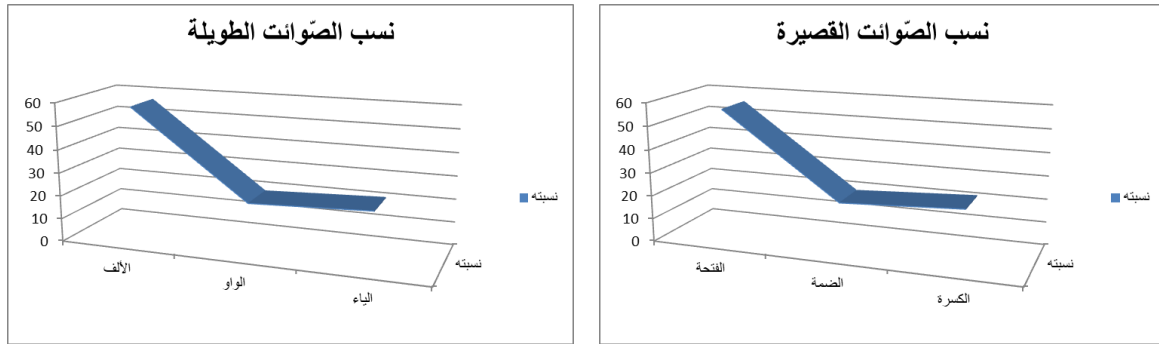 نسب الصّوائت القصيرة
60
50
40
30
20
10
0
الفتحة
الضمة
الكسرة
نسبته
نسبته
نسب الصّوائت الطويلة
60
50
40
30
20
10
0
الألف
الواو
الياء
نسبته
نسبته